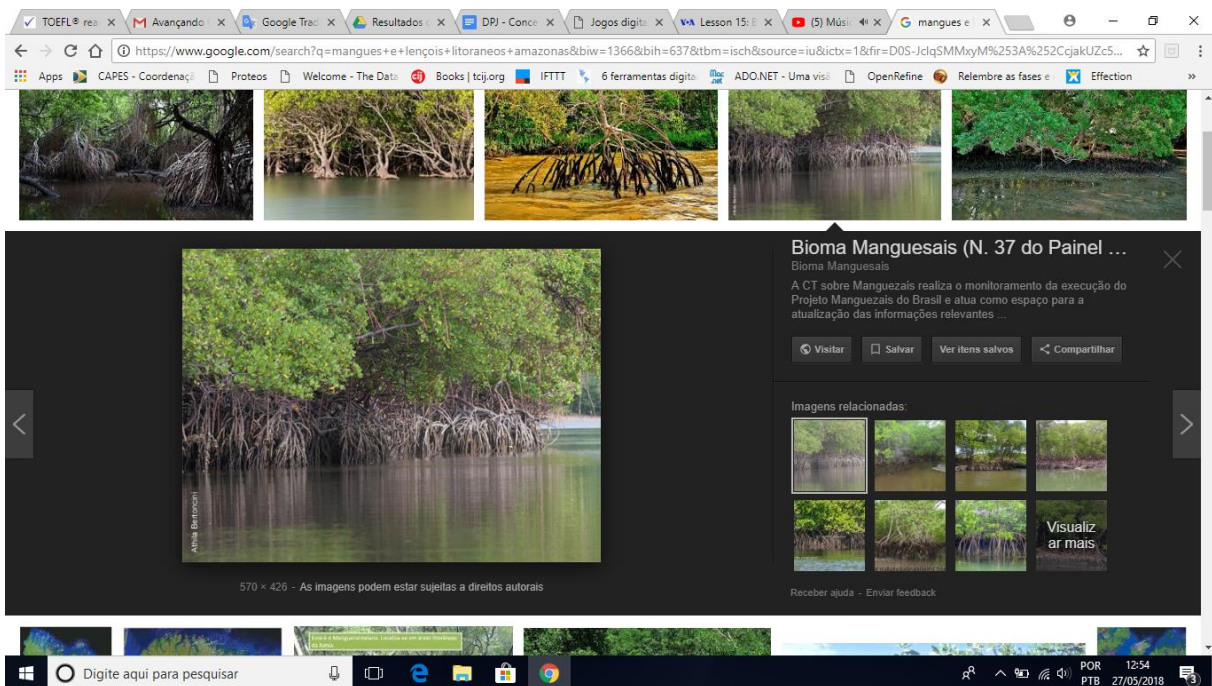 TOEFL® rea
Avançando
Google Trad
Resultados
DPJ - Conce
Jogos digita
VOA Lesson 15: E
(5) Músic
mangues e
https://www.google.com/search?q=mangues+e+lençois+litoraneos+amazonas&biw=1366&bih=637&tbm=isch&source=iu&ictx=1&fir=D0S-JclqSMMxyM%253A%252CcjakUZc5...
Apps
CAPES - Coordenaçã
Proteos
Welcome - The Data
cij
Books | tcij.org
IFTTT
6 ferramentas digita
ADO.NET - Uma visã
OpenRefine
Relembre as fases e
Effection
»
Bioma Manguesais (N. 37 do Painel ...
Bioma Manguesais
A CT sobre Manguezais realiza o monitoramento da execução do
Projeto Manguezais do Brasil e atua como espaço para a
atualização das informações relevantes ...
Visitar
Salvar
Ver itens salvos
Compartilhar
Imagens relacionadas:
Visualiz
ar mais
Athila Bertoncini
570 × 426 - As imagens podem estar sujeitas a direitos autorais
Receber ajuda - Enviar feedback
Digite aqui para pesquisar
POR
PTB
12:54
27/05/2018
3